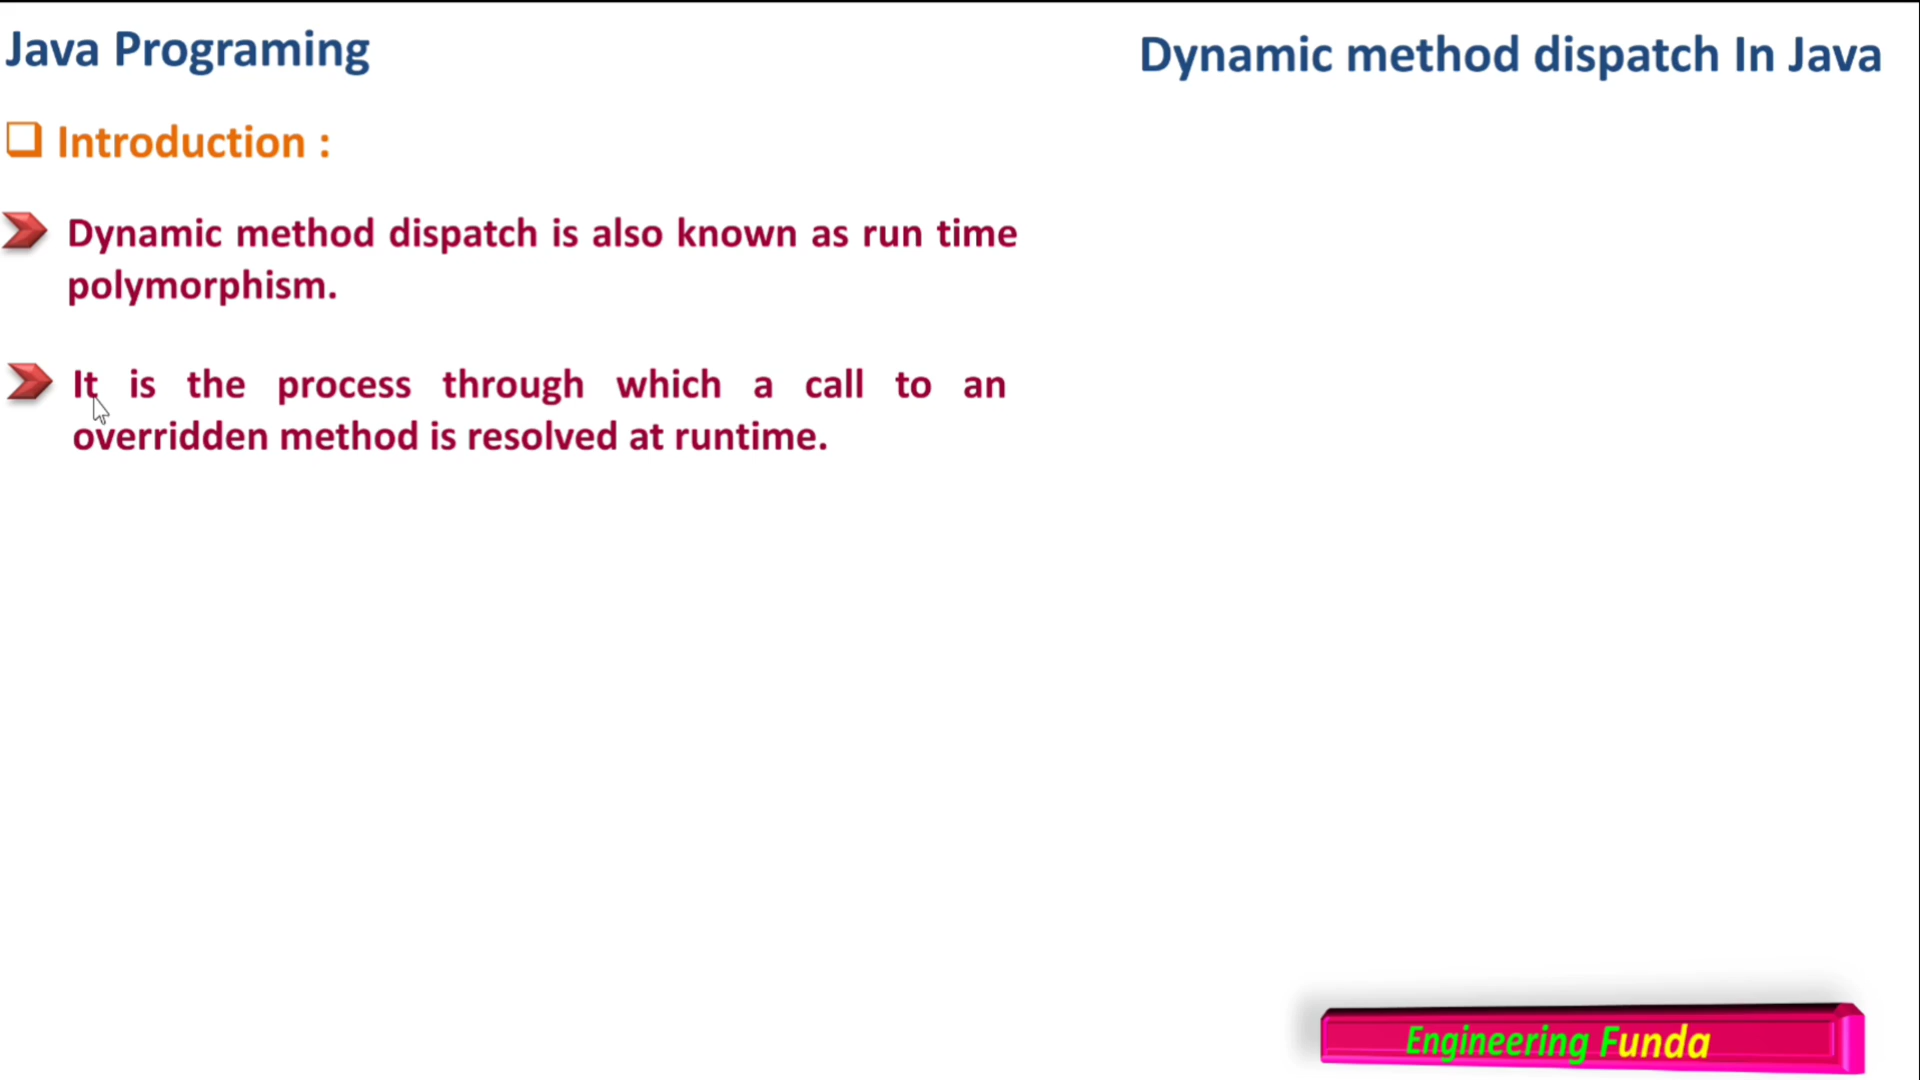 Java Programing
Dynamic method dispatch In Java
Introduction :
Dynamic method dispatch is also known as run time
polymorphism.
It is the process through which a call to an
overridden method is resolved at runtime.
Engineering Funda